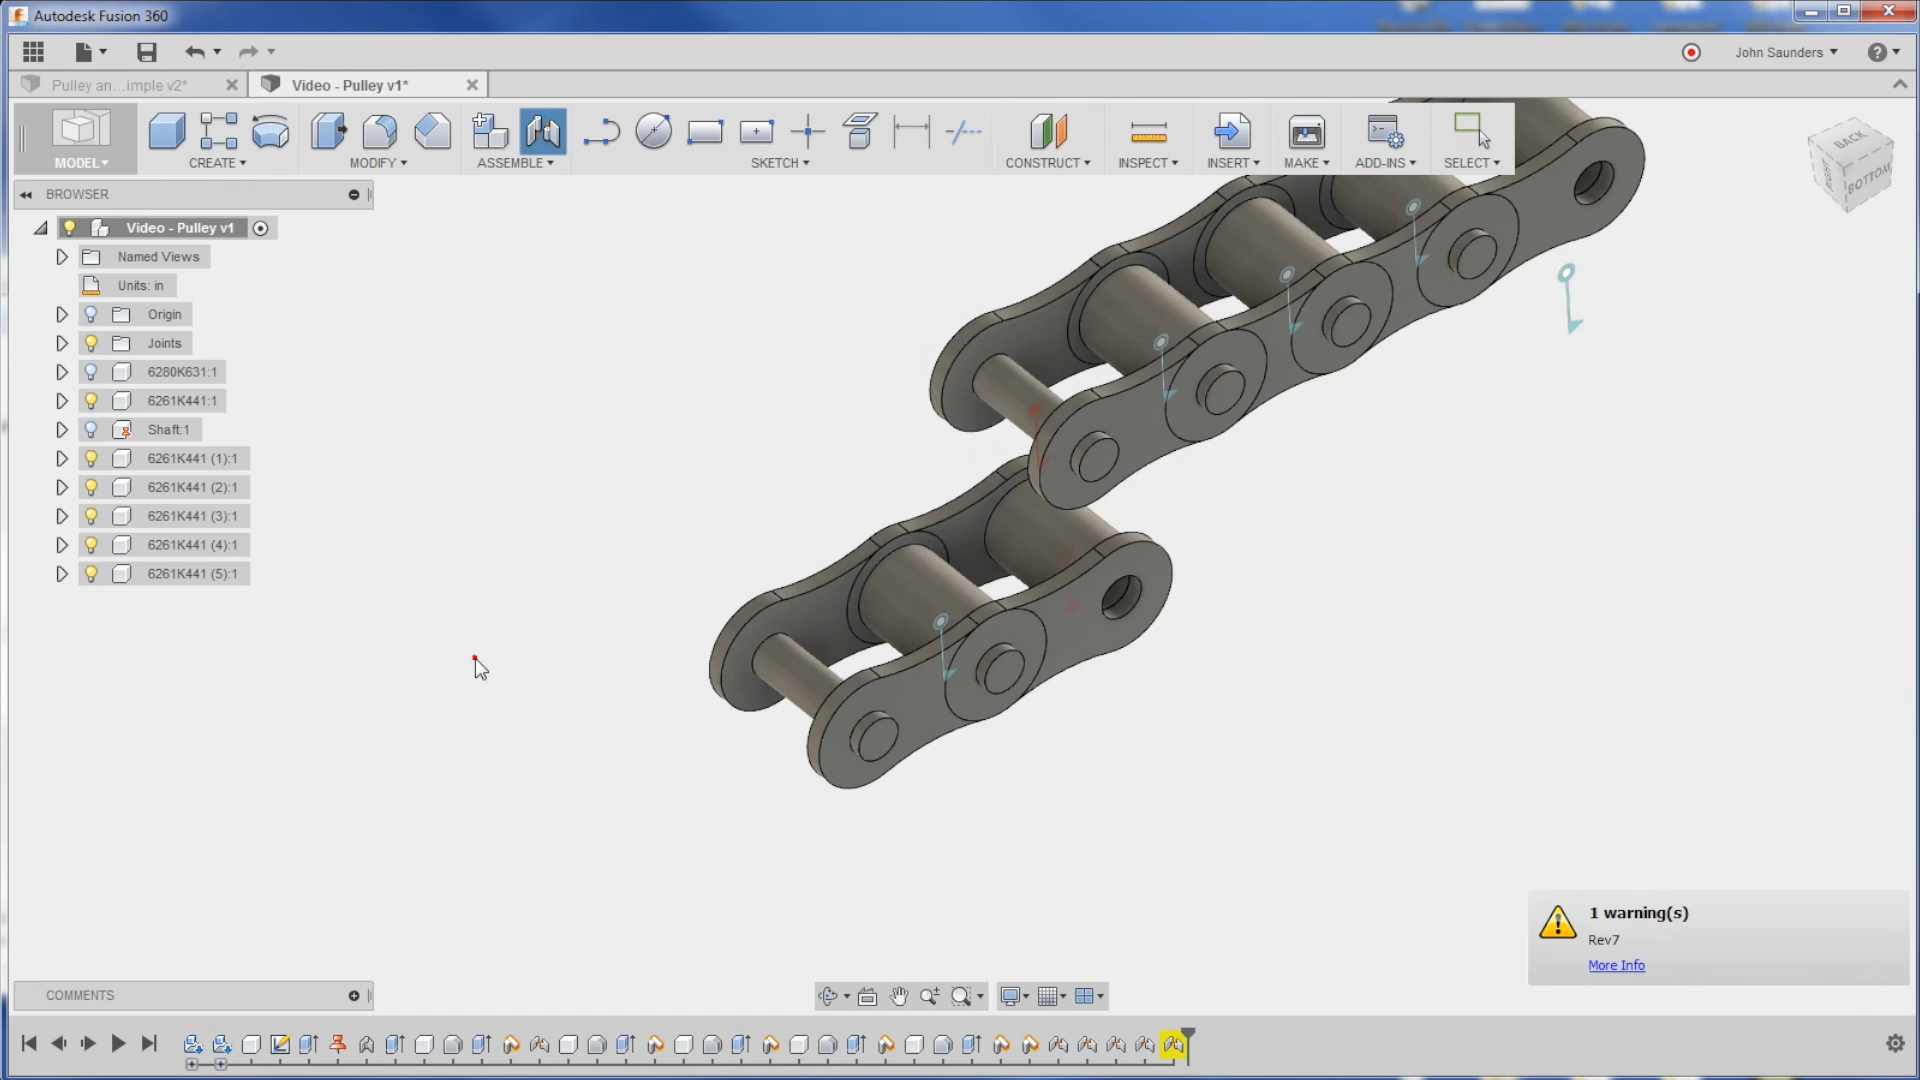 Autodesk Fusion 360
John Saunders
Pulley an...imple v2*
Video - Pulley v1*
MODEL
CREATE
MODIFY
ASSEMBLE
SKETCH
CONSTRUCT
INSPECT
INSERT
MAKE
ADD-INS
SELECT
BACK
BOTTOM
BROWSER
Video - Pulley v1
Named Views
Units: in
Origin
Joints
6280K631:1
6261K441:1
Shaft:1
6261K441 (1):1
6261K441 (2):1
6261K441 (3):1
6261K441 (4):1
6261K441 (5):1
1 warning(s)
Rev7
More Info
COMMENTS